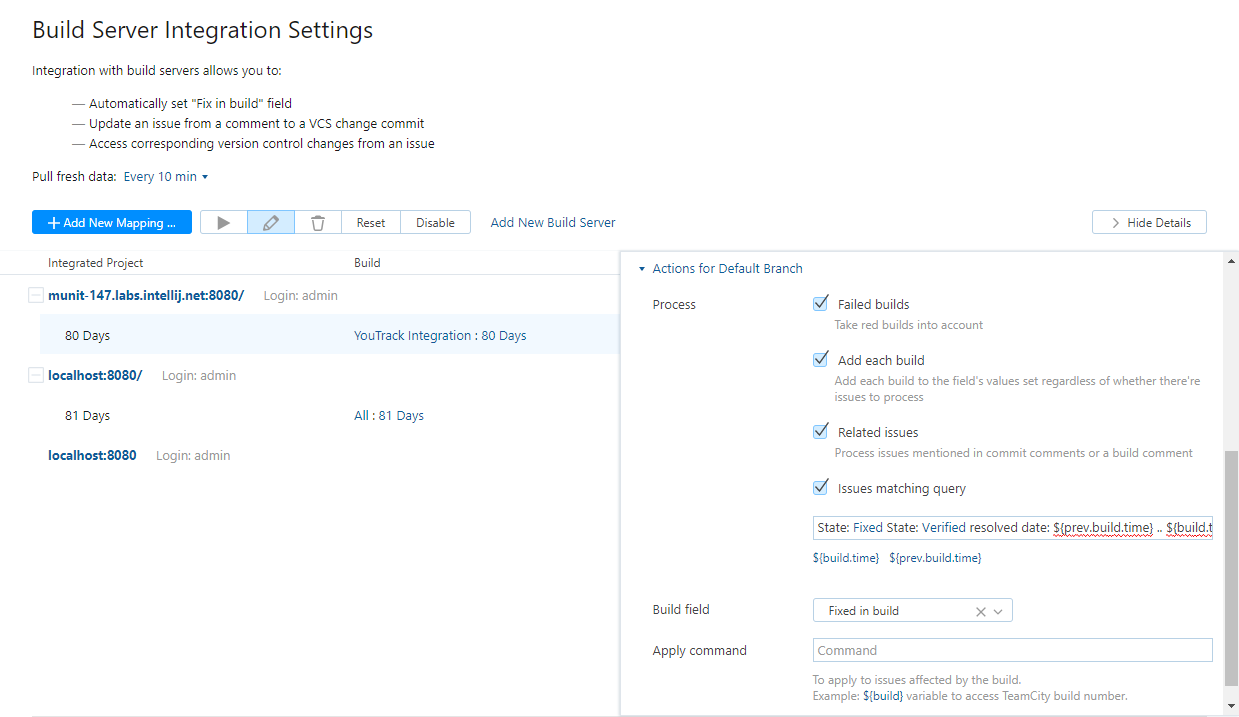 Build Server Integration Settings
Integration with build servers allows you to:
— Automatically set "Fix in build" field
— Update an issue from a comment to a VCS change commit
— Access corresponding version control changes from an issue
Pull fresh data: Every 10 min
Add New Mapping ...
Reset
Disable
Add New Build Server
Hide Details
Integrated Project
Build
munit-147.labs.intellij.net:8080/ Login: admin
80 Days
YouTrack Integration : 80 Days
localhost:8080/ Login: admin
81 Days
All : 81 Days
localhost:8080 Login: admin
Actions for Default Branch
Process
Failed builds
Take red builds into account
Add each build
Add each build to the field's values set regardless of whether there're
issues to process
Related issues
Process issues mentioned in commit comments or a build comment
Issues matching query
State: Fixed State: Verified resolved date: ${prev.build.time} .. ${build.t
${build.time} ${prev.build.time}
Build field
Fixed in build
Apply command
Command
To apply to issues affected by the build.
Example: ${build} variable to access TeamCity build number.